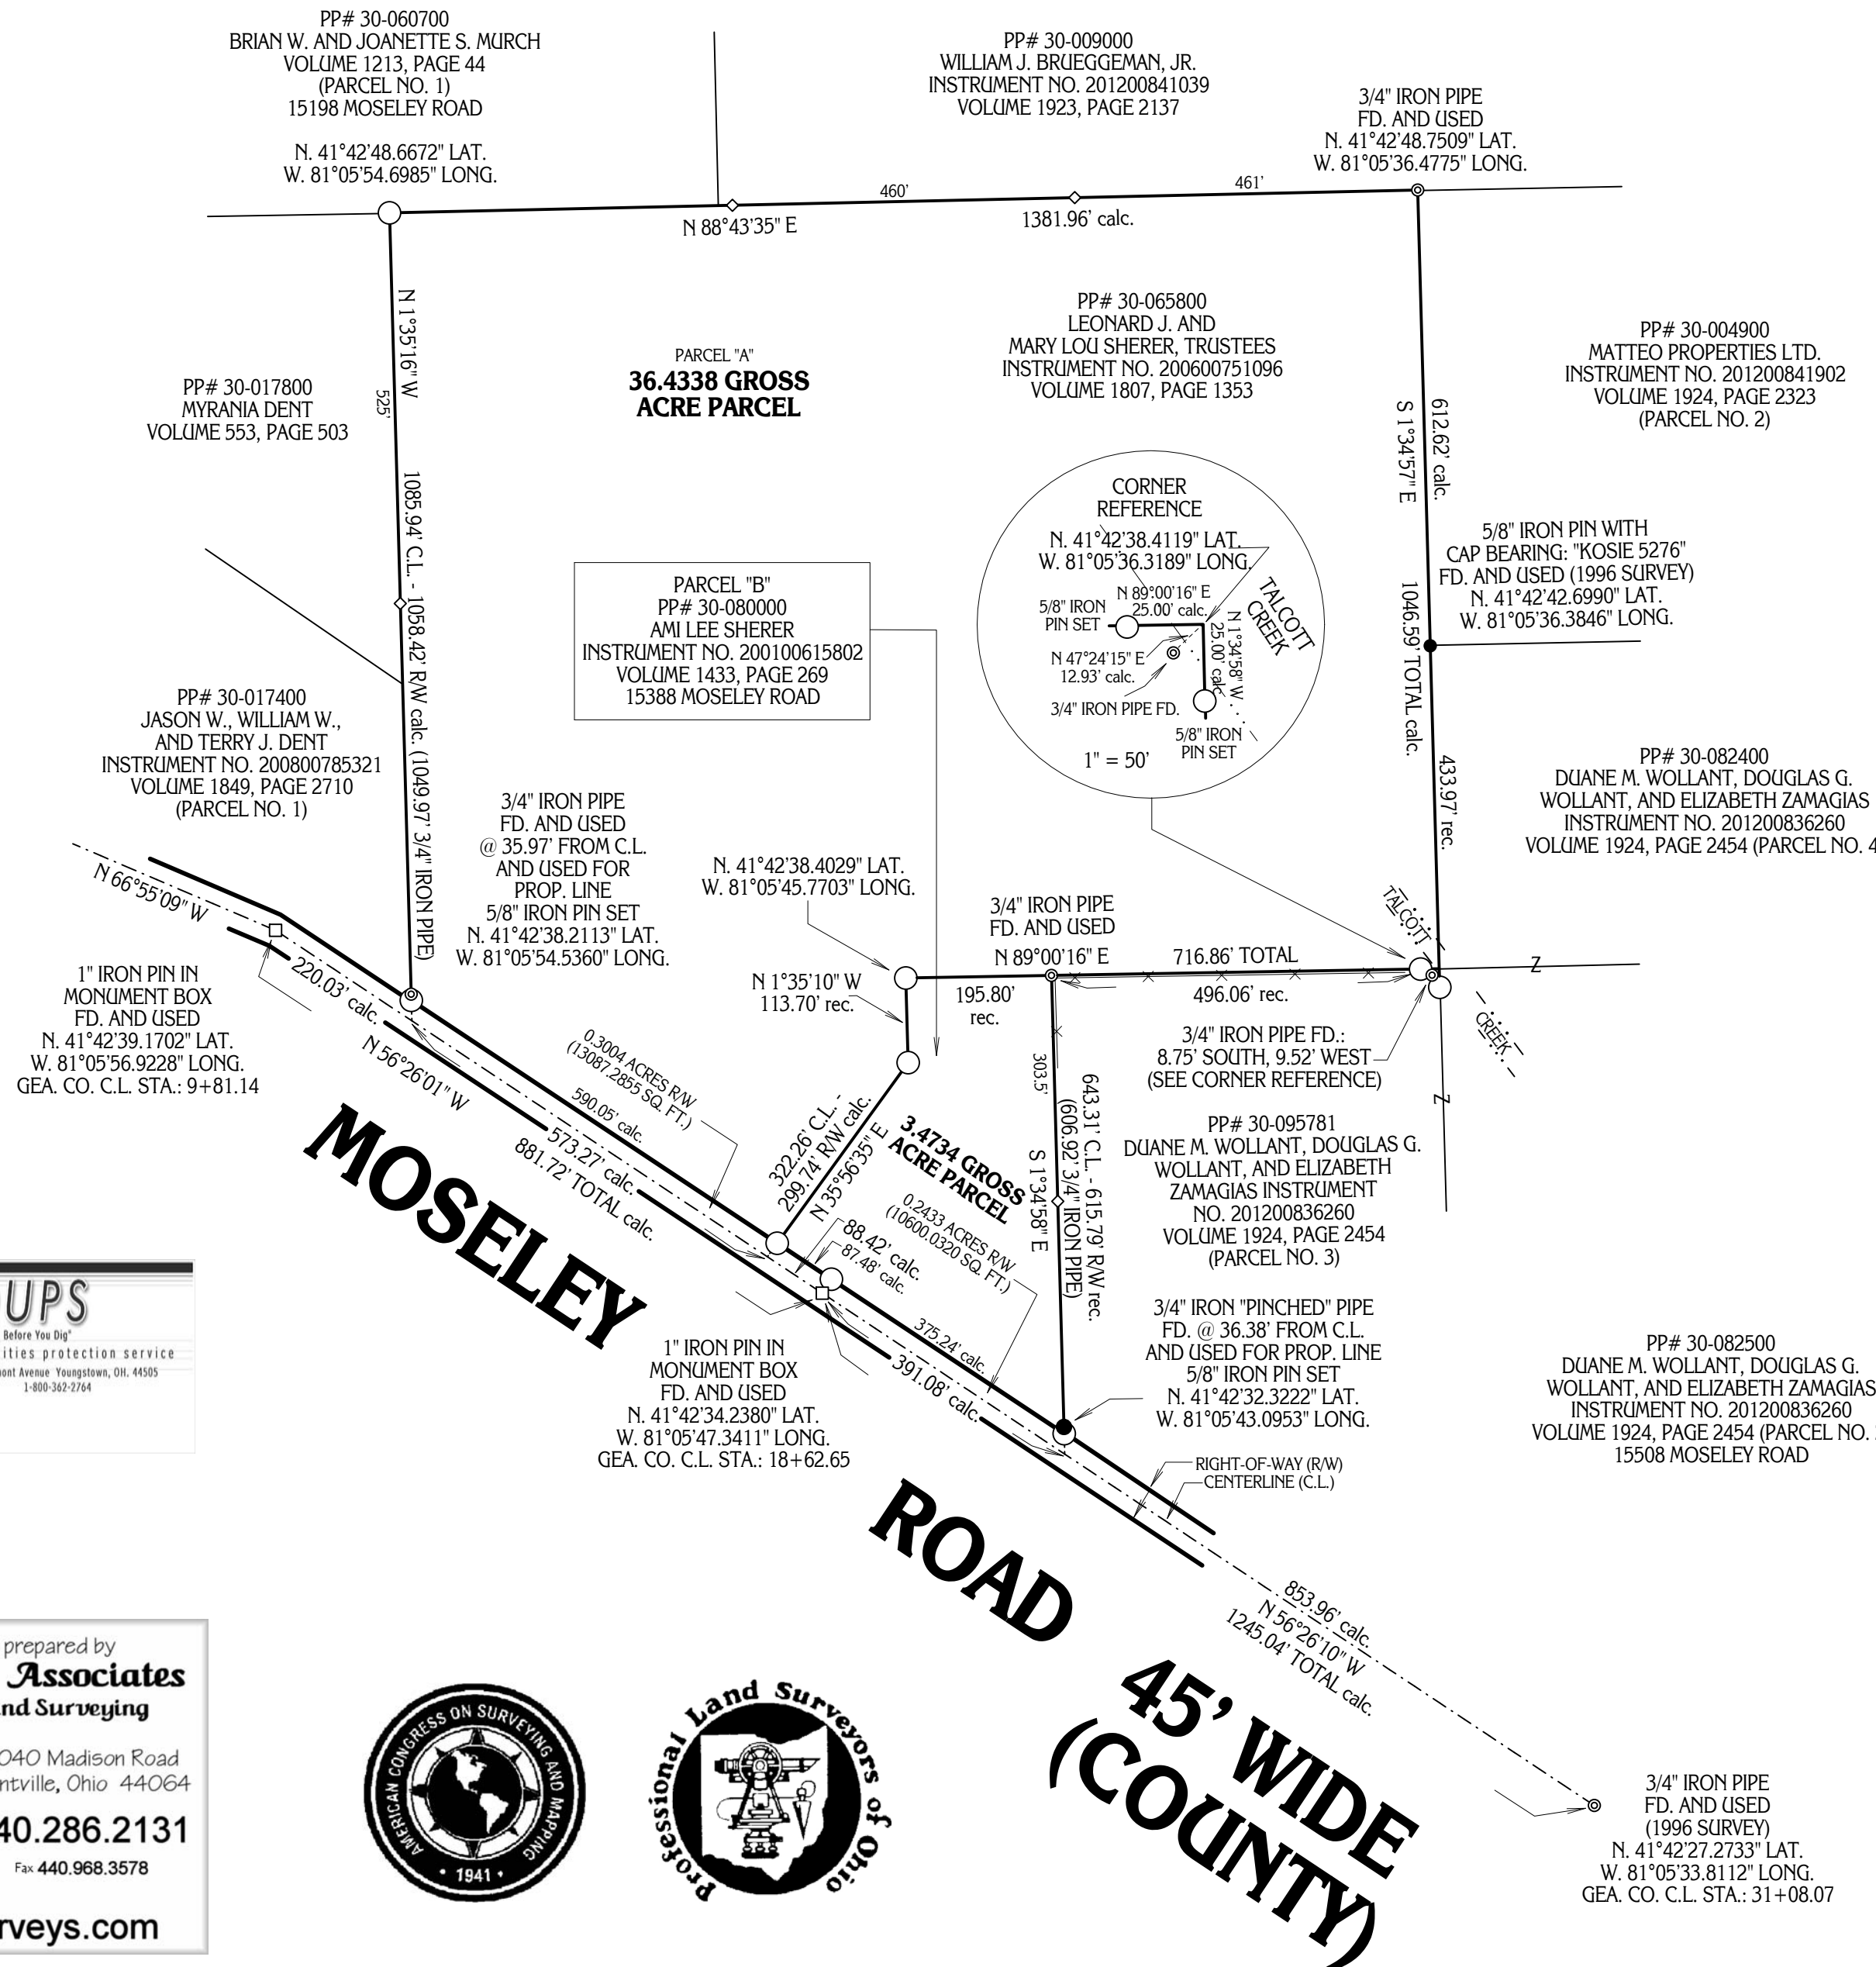 PP# 30-060700
BRIAN W. AND JOANETTE S. MURCH
VOLUME 1213, PAGE 44
(PARCEL NO. 1)
15198 MOSELEY ROAD
N. 41°42'48.6672" LAT.
W. 81°05'54.6985" LONG.
PP# 30-009000
WILLIAM J. BRUEGGEMAN, JR.
INSTRUMENT NO. 201200841039
VOLUME 1923, PAGE 2137
3/4" IRON PIPE
FD. AND USED
N. 41°42'48.7509" LAT.
W. 81°05'36.4775" LONG.
460'
461'
N 88°43'35" E
1381.96' calc.
N 1°35'16" W
525'
1085.94' C.L. - 1058.42' R/W calc. (1049.97' 3/4" IRON PIPE)
PARCEL "A"
36.4338 GROSS
ACRE PARCEL
PP# 30-065800
LEONARD J. AND
MARY LOU SHERER, TRUSTEES
INSTRUMENT NO. 200600751096
VOLUME 1807, PAGE 1353
PP# 30-004900
MATTEO PROPERTIES LTD.
INSTRUMENT NO. 201200841902
VOLUME 1924, PAGE 2323
(PARCEL NO. 2)
612.62' calc.
S 1°34'57" E
1046.59' TOTAL calc.
433.97' rec.
PP# 30-017800
MYRANIA DENT
VOLUME 553, PAGE 503
CORNER
REFERENCE
N. 41°42'38.4119" LAT.
W. 81°05'36.3189" LONG.
N 89°00'16" E
25.00' calc.
5/8" IRON
PIN SET
TALCOTT
CREEK
N 1°34'58" W
25.00' calc.
N 47°24'15" E
12.93' calc.
3/4" IRON PIPE FD.
5/8" IRON
PIN SET
1" = 50'
5/8" IRON PIN WITH
CAP BEARING: "KOSIE 5276"
FD. AND USED (1996 SURVEY)
N. 41°42'42.6990" LAT.
W. 81°05'36.3846" LONG.
PARCEL "B"
PP# 30-080000
AMI LEE SHERER
INSTRUMENT NO. 200100615802
VOLUME 1433, PAGE 269
15388 MOSELEY ROAD
PP# 30-017400
JASON W., WILLIAM W.,
AND TERRY J. DENT
INSTRUMENT NO. 200800785321
VOLUME 1849, PAGE 2710
(PARCEL NO. 1)
PP# 30-082400
DUANE M. WOLLANT, DOUGLAS G.
WOLLANT, AND ELIZABETH ZAMAGIAS
INSTRUMENT NO. 201200836260
VOLUME 1924, PAGE 2454 (PARCEL NO. 4
3/4" IRON PIPE
FD. AND USED
@ 35.97' FROM C.L.
AND USED FOR
PROP. LINE
5/8" IRON PIN SET
N. 41°42'38.2113" LAT.
W. 81°05'54.5360" LONG.
N. 41°42'38.4029" LAT.
W. 81°05'45.7703" LONG.
3/4" IRON PIPE
FD. AND USED
N 89°00'16" E
716.86' TOTAL
195.80'
rec.
496.06' rec.
N 1°35'10" W
113.70' rec.
TALCOTT
CREEK
Z
Z
N 66°55'09" W
1" IRON PIN IN
MONUMENT BOX
FD. AND USED
N. 41°42'39.1702" LAT.
W. 81°05'56.9228" LONG.
GEA. CO. C.L. STA.: 9+81.14
220.03' calc.
N 56°26'01" W
0.3004 ACRES R/W
(13087.2855 SQ. FT.)
590.05' calc.
573.27' calc.
881.72' TOTAL calc.
322.26' C.L. -
299.74' R/W calc.
N 35°56'35" E
3.4734 GROSS
ACRE PARCEL
0.2433 ACRES R/W
(10600.0320 SQ. FT.)
88.42' calc.
87.48' calc.
375.24' calc.
391.08' calc.
303.5'
S 1°34'58" E
643.31' C.L. - 615.79' R/W rec.
(606.92' 3/4" IRON PIPE)
3/4" IRON PIPE FD.:
8.75' SOUTH, 9.52' WEST
(SEE CORNER REFERENCE)
PP# 30-095781
DUANE M. WOLLANT, DOUGLAS G.
WOLLANT, AND ELIZABETH
ZAMAGIAS INSTRUMENT
NO. 201200836260
VOLUME 1924, PAGE 2454
(PARCEL NO. 3)
3/4" IRON "PINCHED" PIPE
FD. @ 36.38' FROM C.L.
AND USED FOR PROP. LINE
5/8" IRON PIN SET
N. 41°42'32.3222" LAT.
W. 81°05'43.0953" LONG.
1" IRON PIN IN
MONUMENT BOX
FD. AND USED
N. 41°42'34.2380" LAT.
W. 81°05'47.3411" LONG.
GEA. CO. C.L. STA.: 18+62.65
PP# 30-082500
DUANE M. WOLLANT, DOUGLAS G.
WOLLANT, AND ELIZABETH ZAMAGIAS
INSTRUMENT NO. 201200836260
VOLUME 1924, PAGE 2454 (PARCEL NO.
15508 MOSELEY ROAD
RIGHT-OF-WAY (R/W)
CENTERLINE (C.L.)
MOSELEY ROAD 45' WIDE
(COUNTY)
853.96' calc.
N 56°26'10" W
1245.04' TOTAL calc.
3/4" IRON PIPE
FD. AND USED
(1996 SURVEY)
N. 41°42'27.2733" LAT.
W. 81°05'33.8112" LONG.
GEA. CO. C.L. STA.: 31+08.07
UPS
Before You Dig"
ities protection service
ont Avenue Youngstown, OH. 44505
1-800-362-2764
prepared by
Associates
nd Surveying
040 Madison Road
ntville, Ohio 44064
40.286.2131
Fax 440.968.3578
rveys.com
AMERICAN CONGRESS ON SURVEYING AND MAPPING
• 1941 •
Professional Land Surveyors of Ohio